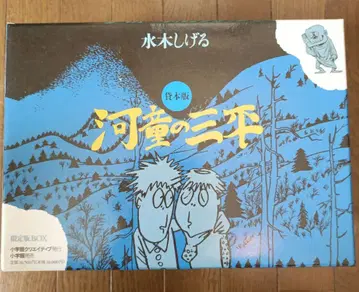 水木しげる
貸本版
河童の三平
限定版BOX
小学館クリエイティブ発行
小学館発売